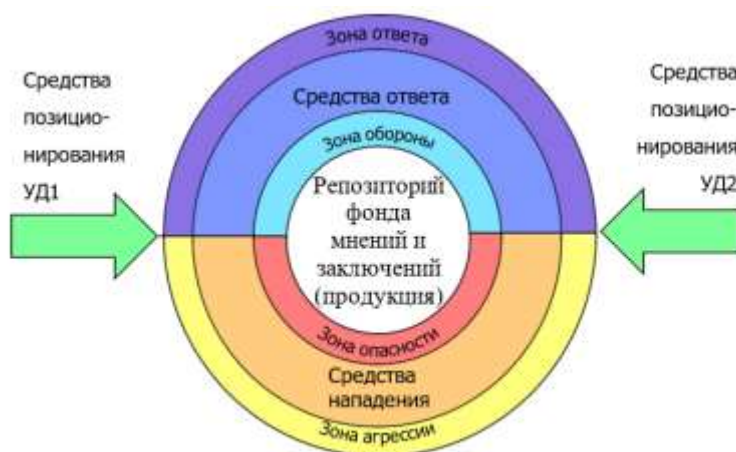 Зона ответа
Средства
позицио-
нирования
УД1
Средства ответа
Зона обороны
Репозиторий
фонда
мнений и
заключений
(продукция)
Зона опасности
Средства
нападения
Зона агрессии
Средства
позицио-
нирования
УД2